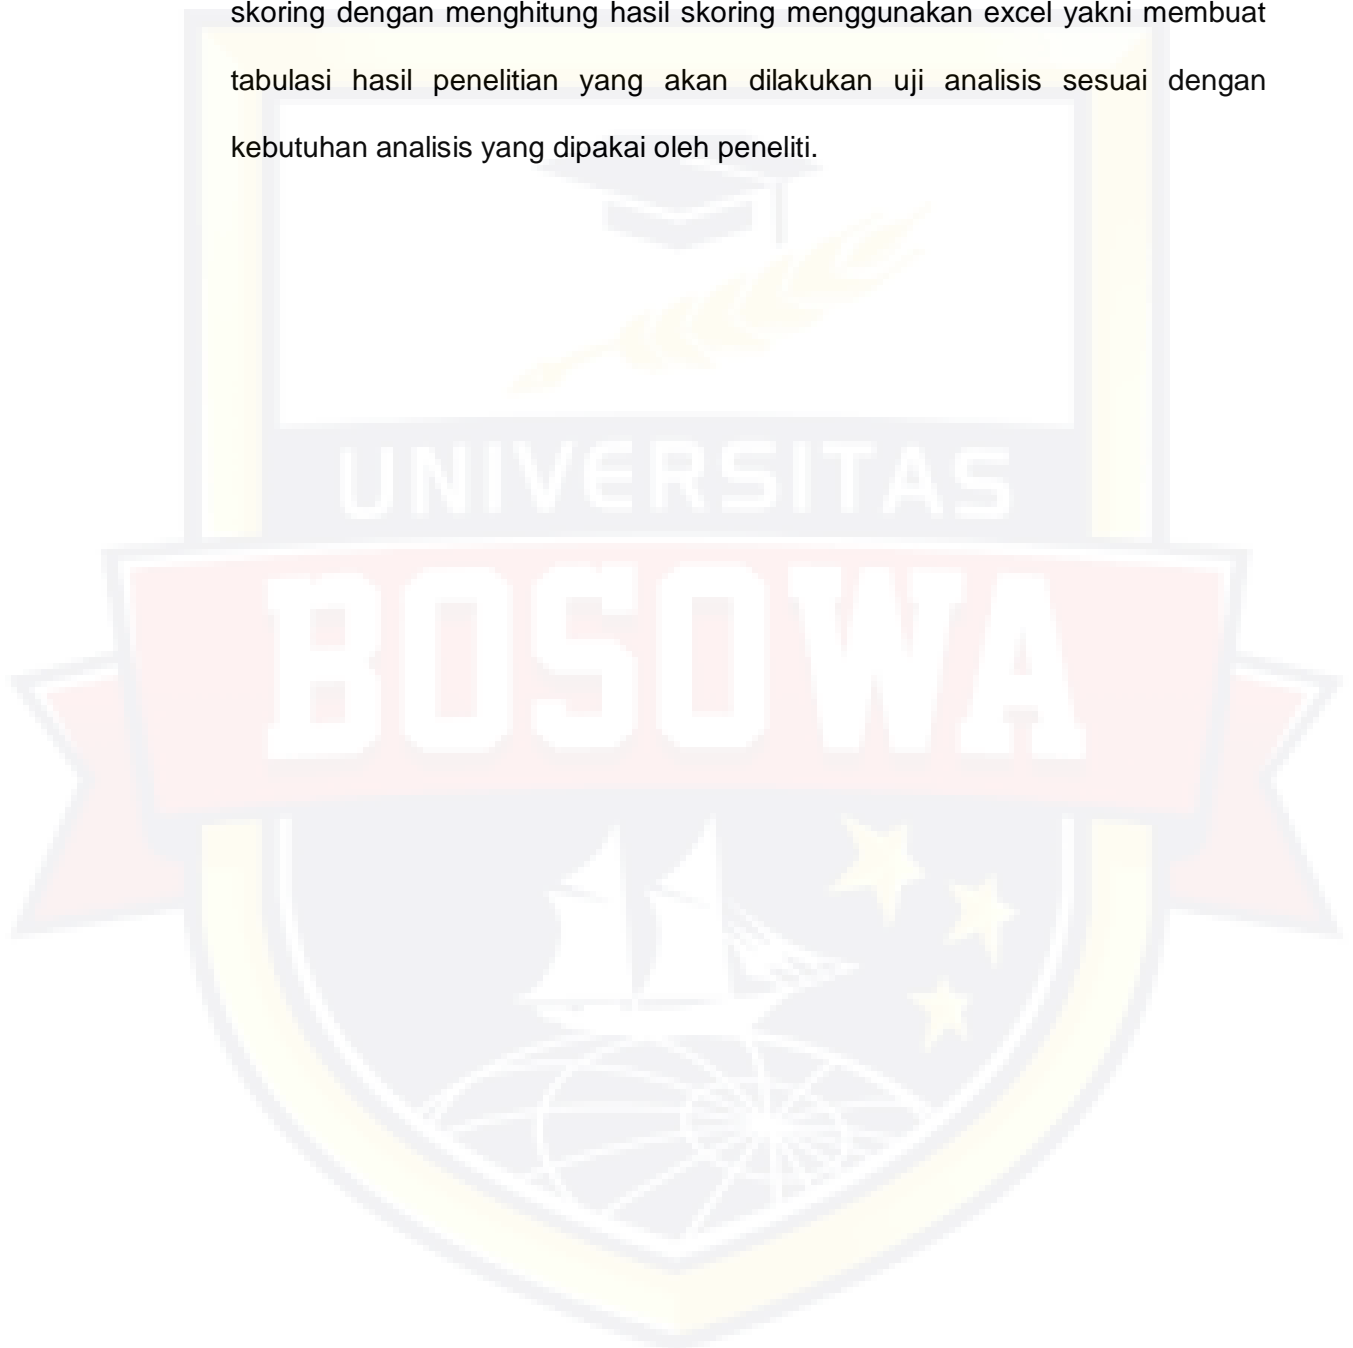 skoring dengan menghitung hasil skoring menggunakan excel yakni membuat
tabulasi hasil penelitian yang akan dilakukan uji analisis sesuai dengan
kebutuhan analisis yang dipakai oleh peneliti.
UNIVERSITAS
BOSOWA